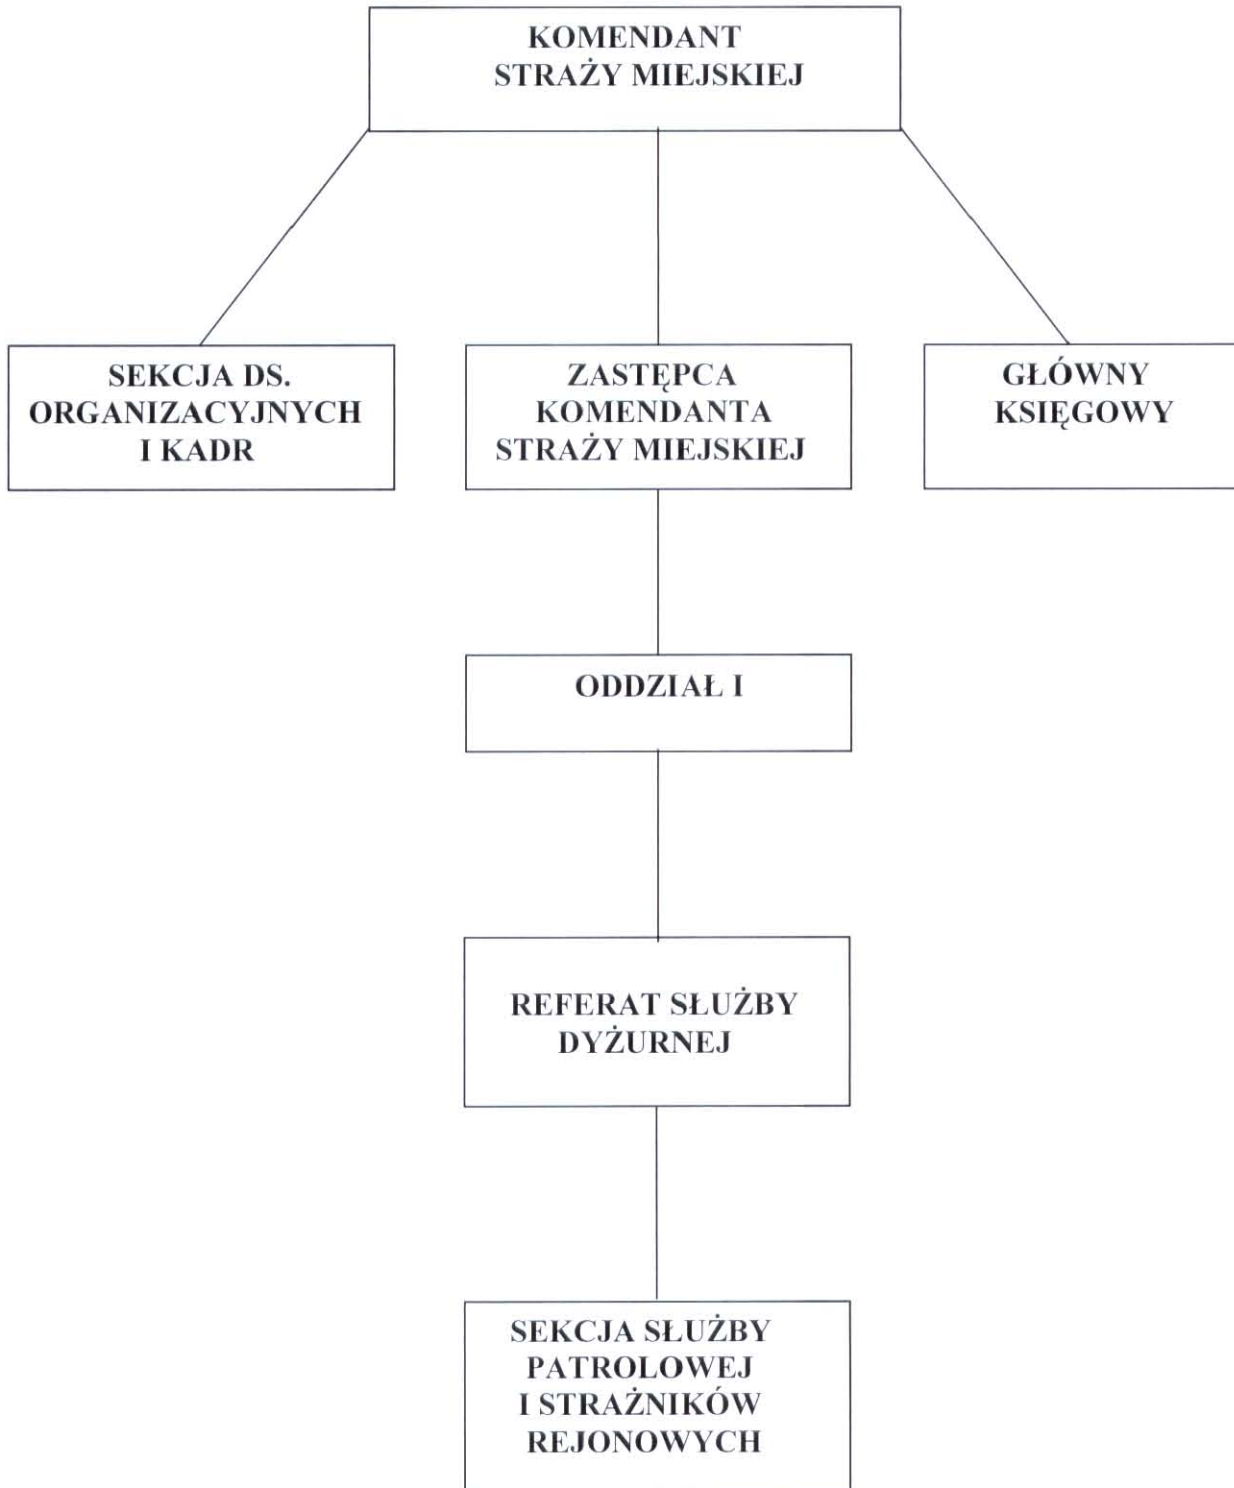 KOMENDANT
STRAŻY MIEJSKIEJ
SEKCJA DS.
ORGANIZACYJNYCH
I KADR
ZASTĘPCA
KOMENDANTA
STRAŻY MIEJSKIEJ
GŁÓWNY
KSIĘGOWY
ODDZIAŁ I
REFERAT SŁUŻBY
DYŻURNEJ
SEKCJA SŁUŻBY
PATROLOWEJ
I STRAŻNIKÓW
REJONOWYCH